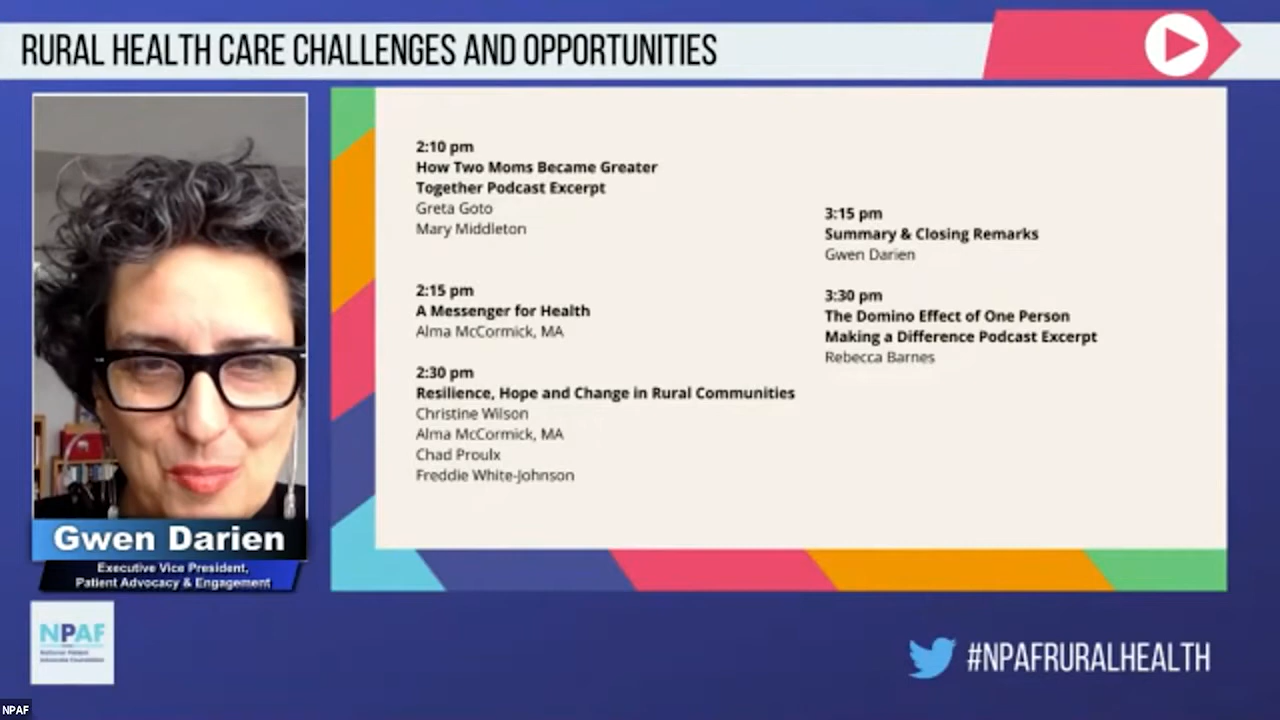 RURAL HEALTH CARE CHALLENGES AND OPPORTUNITIES
2:10 pm
How Two Moms Became Greater
Together Podcast Excerpt
Greta Goto
Mary Middleton
2:15 pm
A Messenger for Health
Alma McCormick, MA
2:30 pm
Resilience, Hope and Change in Rural Communities
Christine Wilson
Alma McCormick, MA
Chad Proulx
Freddie White-Johnson
3:15 pm
Summary & Closing Remarks
Gwen Darien
3:30 pm
The Domino Effect of One Person
Making a Difference Podcast Excerpt
Rebecca Barnes
Gwen Darien
Executive Vice President,
Patient Advocacy & Engagement
NPAF
National Patient
Advocate Foundation
#NPAFRURALHEALTH
NPAF